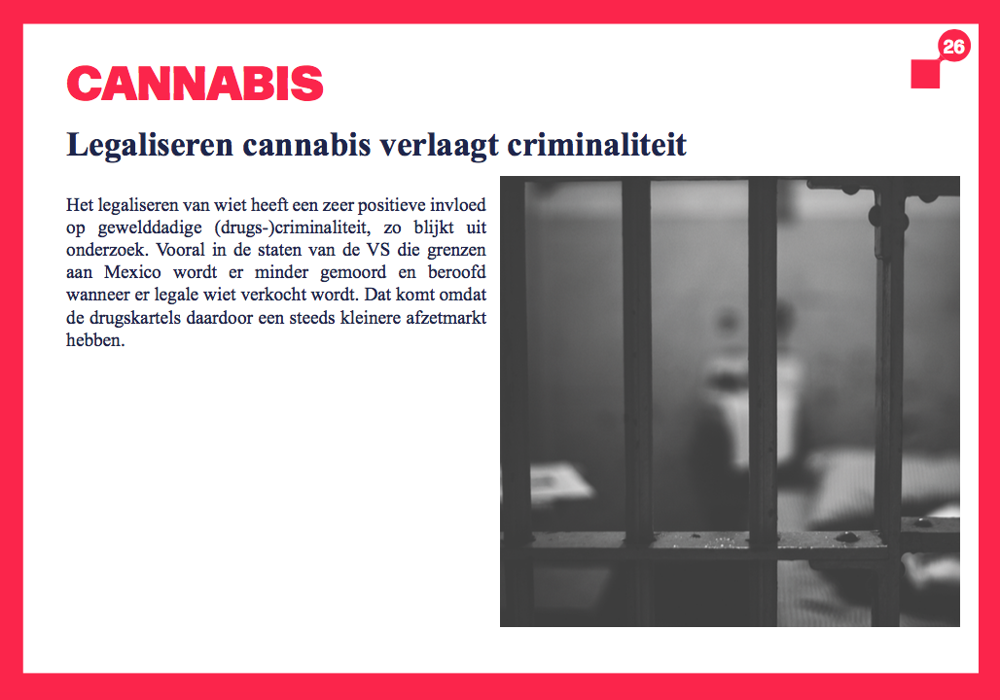 26
CANNABIS
Legaliseren cannabis verlaagt criminaliteit
Het legaliseren van wiet heeft een zeer positieve invloed
op gewelddadige (drugs-)criminaliteit, zo blijkt uit
onderzoek. Vooral in de staten van de VS die grenzen
aan Mexico wordt er minder gemoord en beroofd
wanneer er legale wiet verkocht wordt. Dat komt omdat
de drugskartels daardoor een steeds kleinere afzetmarkt
hebben.